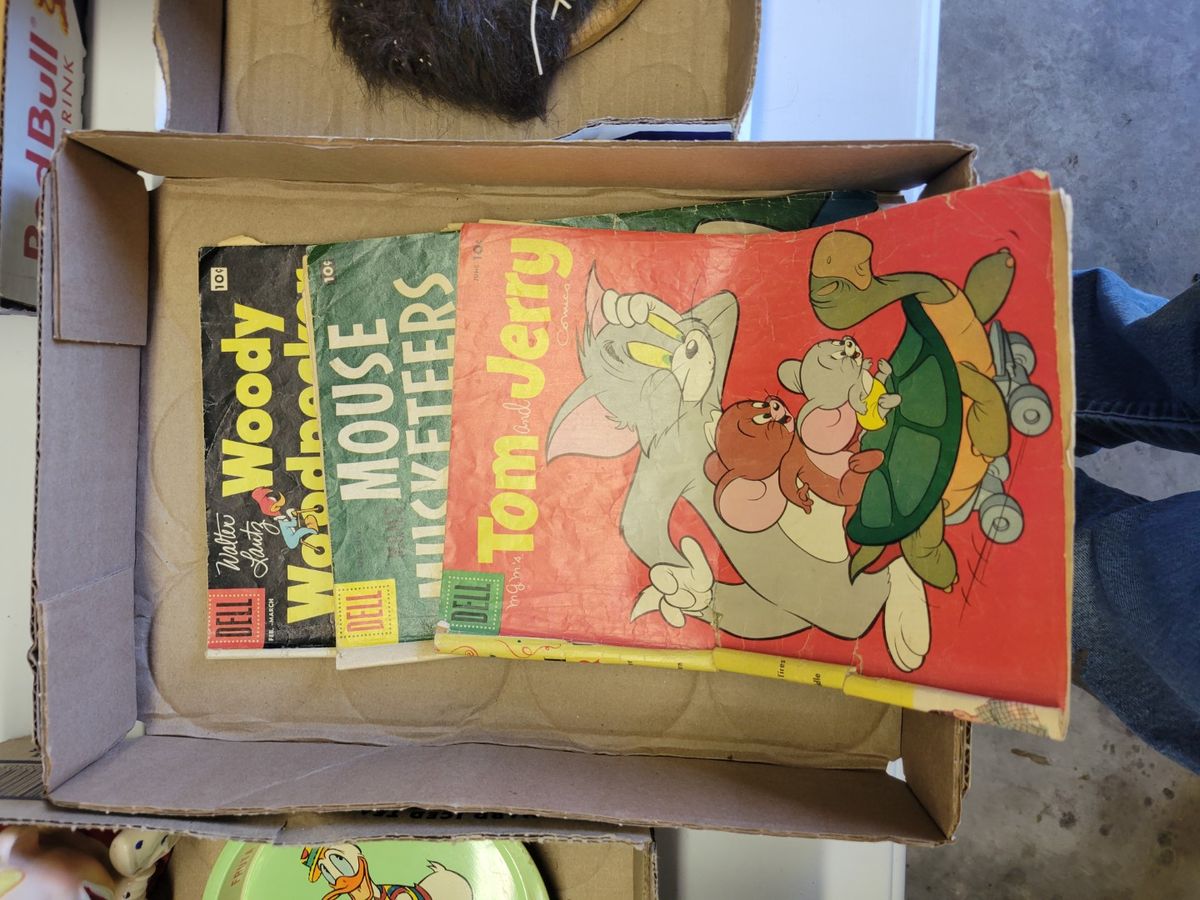 Red Bull
DRINK
10¢
Walter
Lantz
Woody
Woodpecker
DELL
FEB.-MARCH
10¢
MOUSE
MUSKETEERS
DELL
10¢
M.G.M.'s
Tom and Jerry
Comics
DELL